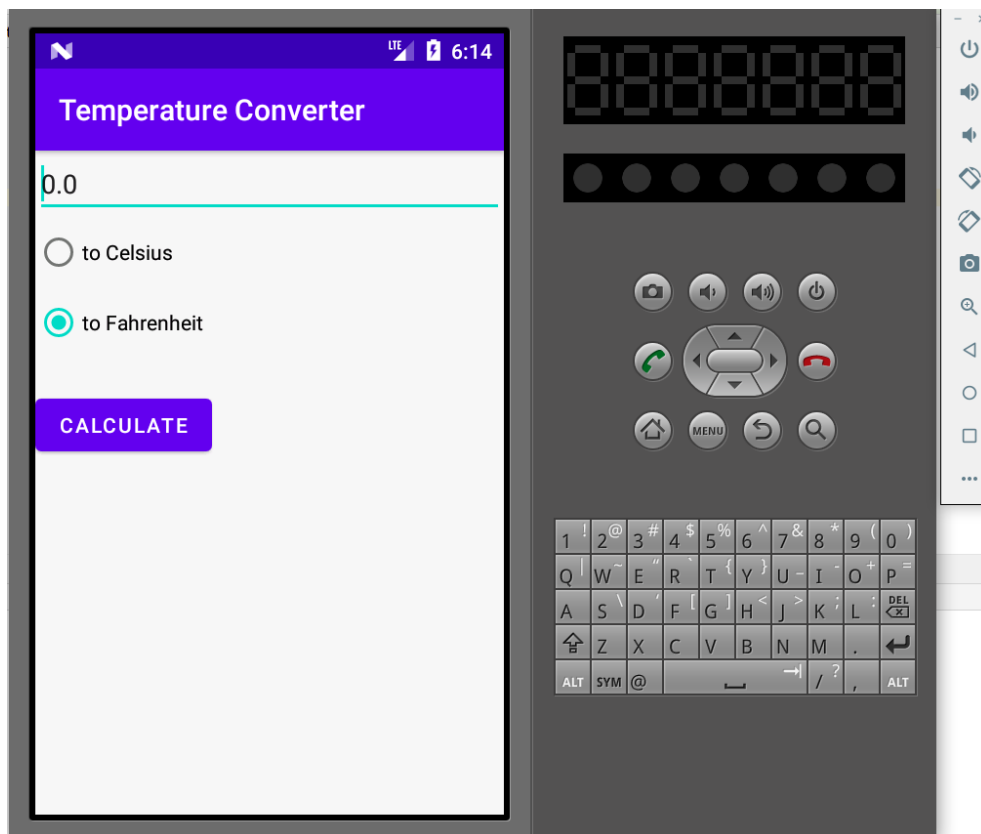 N LTE 6:14
Temperature Converter
0.0
to Celsius
to Fahrenheit
CALCULATE
MENU
1 ! 2 @ 3 # 4 $ 5 % 6 ^ 7 & 8 * 9 ( 0 )
Q | W ~ E " R ` T { Y } U _ I - O + P =
A S \ D ' F [ G ] H < J > K ; L : DEL
Z X C V B N M .
ALT SYM @ / ? , ALT